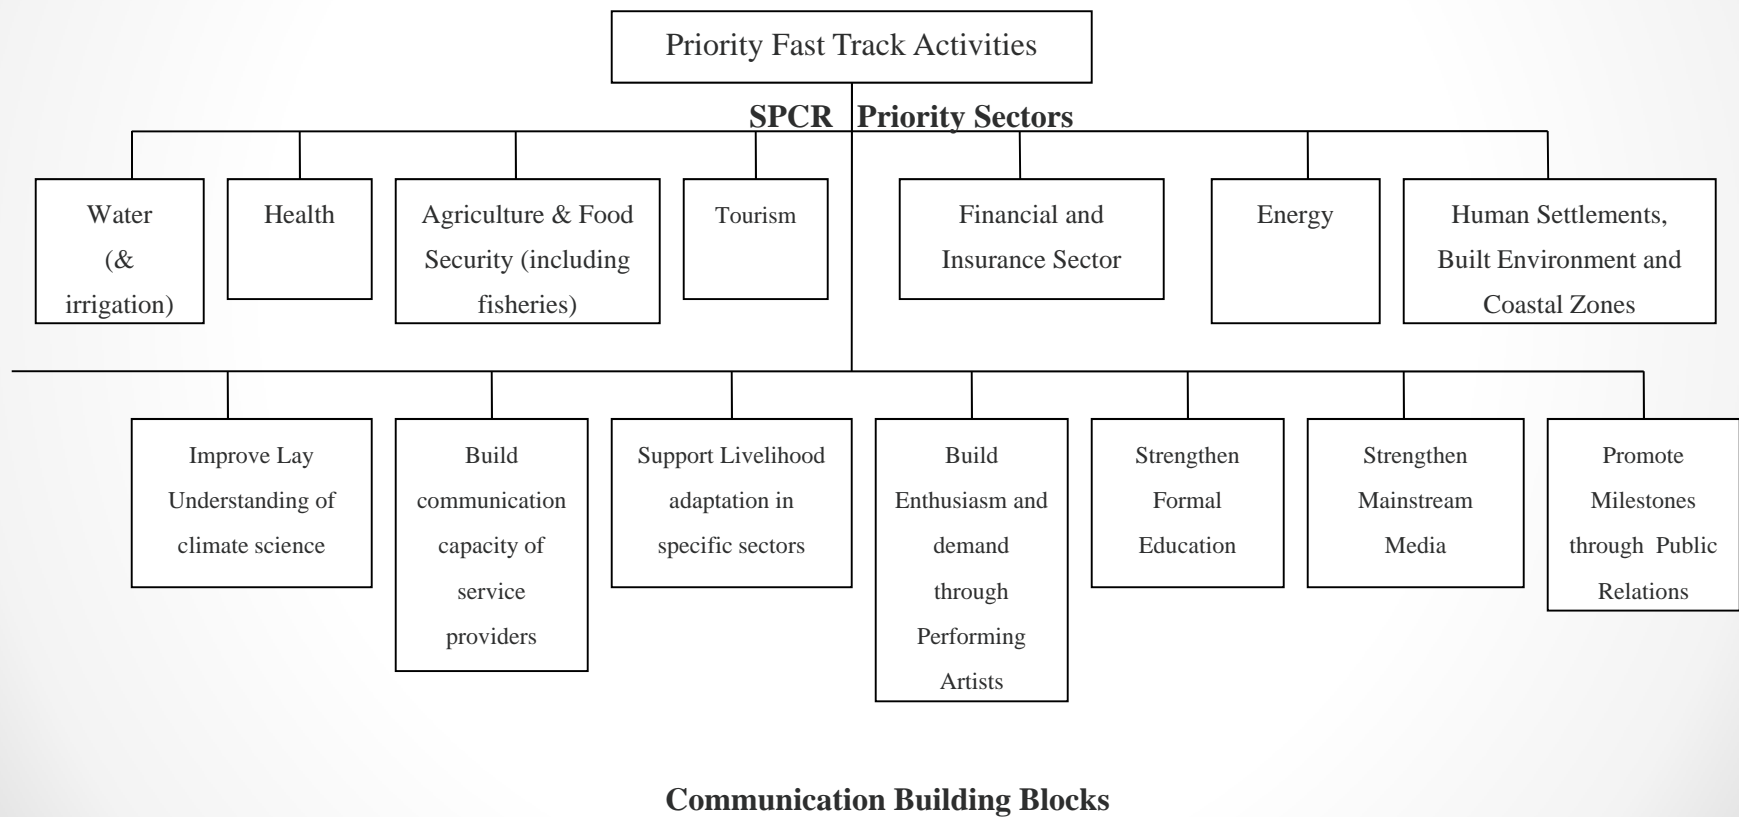 Priority Fast Track Activities
SPCR Priority Sectors
Water
(&
irrigation)
Health
Agriculture & Food
Security (including
fisheries)
Tourism
Financial and
Insurance Sector
Energy
Human Settlements,
Built Environment and
Coastal Zones
Improve Lay
Understanding of
climate science
Build
communication
capacity of
service
providers
Support Livelihood
adaptation in
specific sectors
Build
Enthusiasm and
demand
through
Performing
Artists
Strengthen
Formal
Education
Strengthen
Mainstream
Media
Promote
Milestones
through Public
Relations
Communication Building Blocks